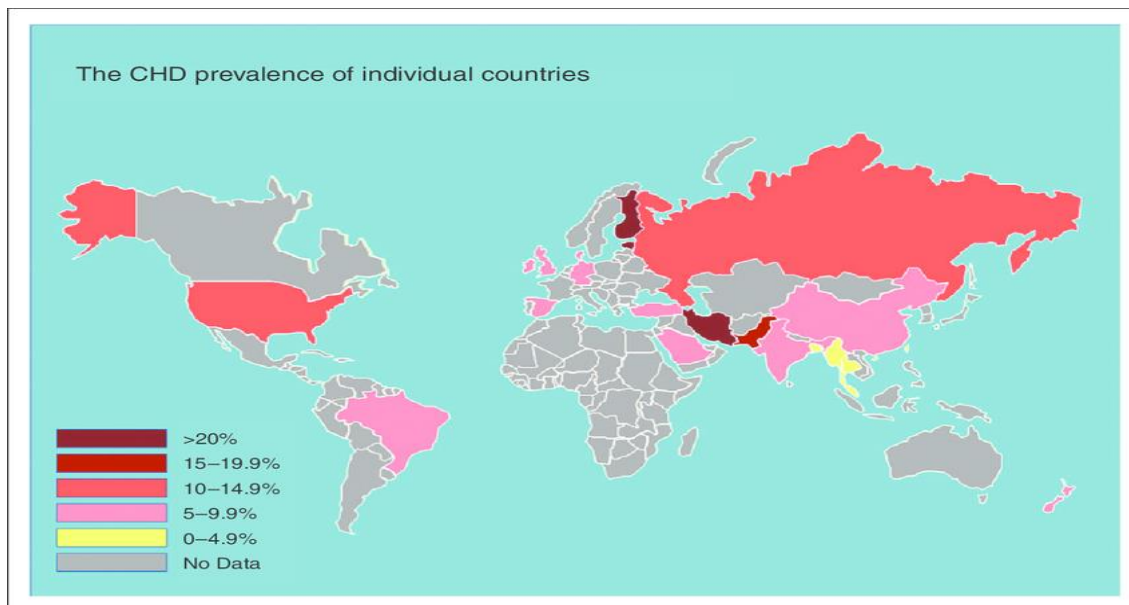 The CHD prevalence of individual countries
>20%
15–19.9%
10–14.9%
5–9.9%
0–4.9%
No Data